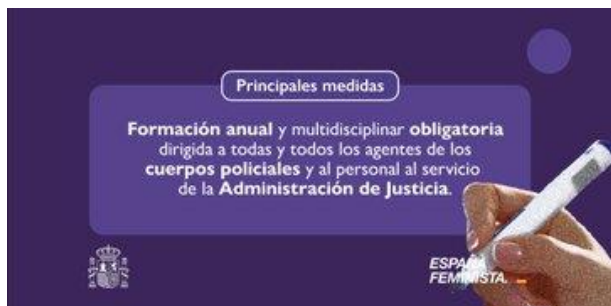 Principales medidas
Formación anual y multidisciplinar obligatoria
dirigida a todas y todos los agentes de los
cuerpos policiales y al personal al servicio
de la Administración de Justicia.
ESPAÑA
FEMINISTA.